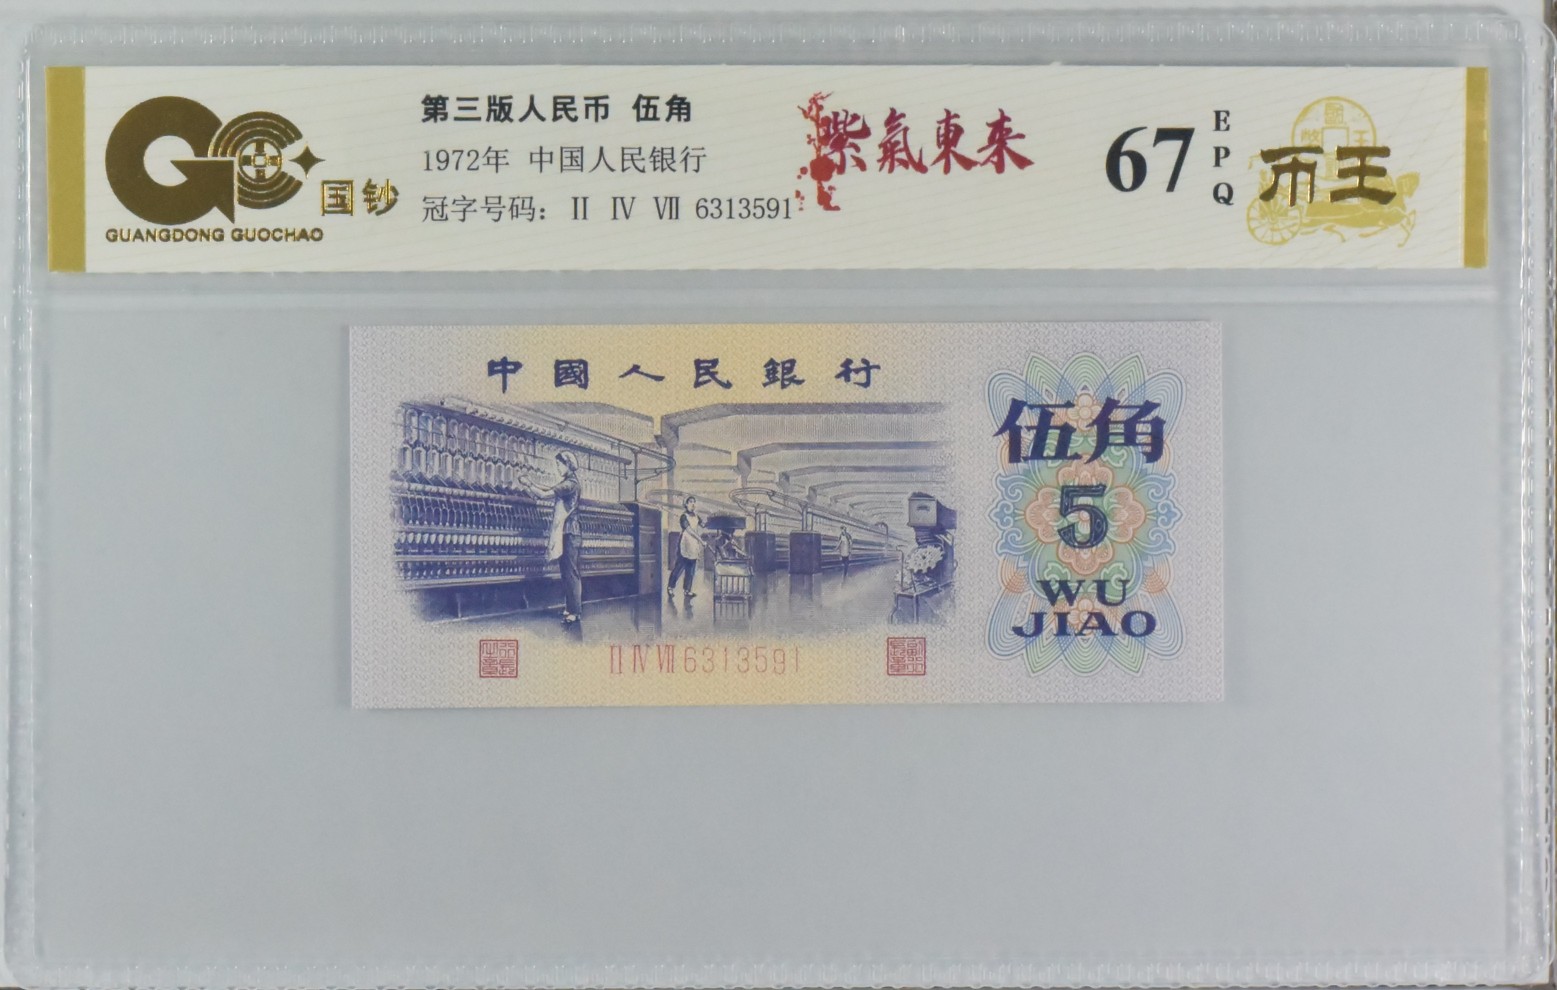 国钞
GUANGDONG GUOCHAO
第三版人民币 伍角
1972年 中国人民银行
冠字号码: Ⅱ Ⅳ Ⅶ 6313591
紫氣東来
67
EPQ
币王
中國人民銀行
伍角
5
WU
JIAO
Ⅱ Ⅳ Ⅶ 6313591